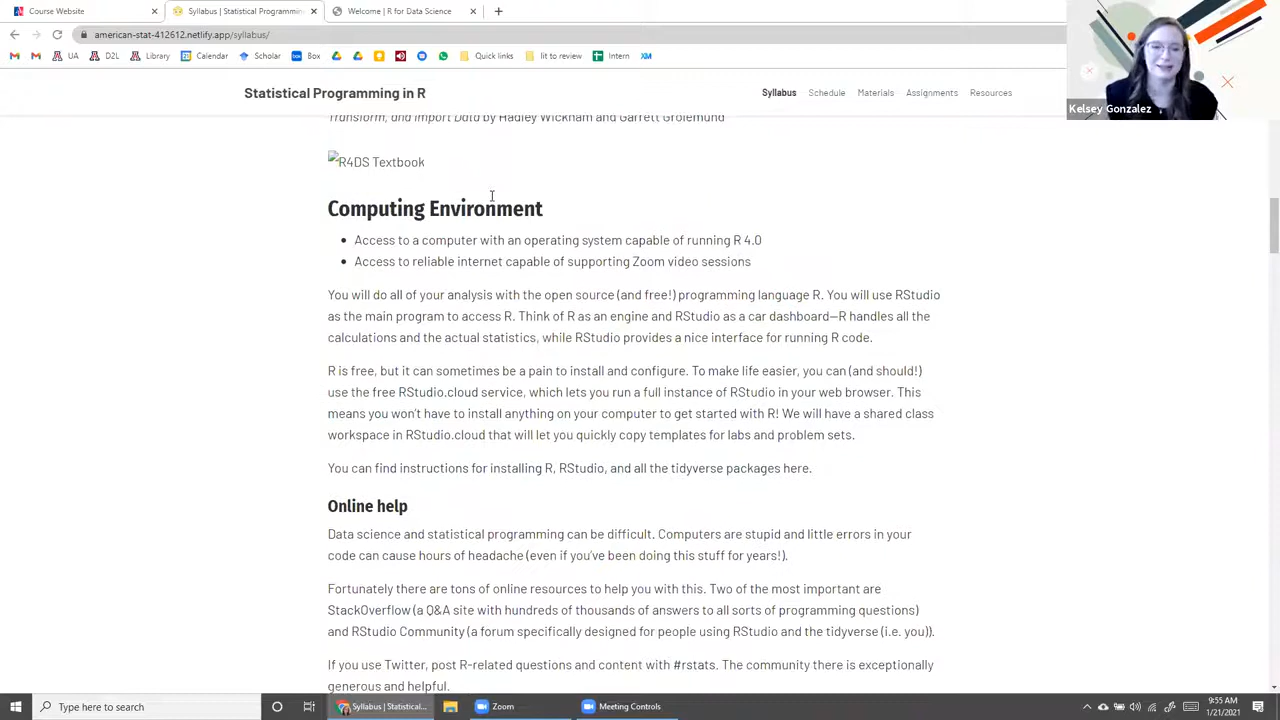 Course Website
Syllabus | Statistical Programmin
Welcome | R for Data Science
american-stat-412612.netlify.app/syllabus/
UA
D2L
Library
Calendar
Scholar
Box
Quick links
lit to review
Intern
XM
Kelsey Gonzalez
Statistical Programming in R
Syllabus
Schedule
Materials
Assignments
Resources
Transform, and Import Data by Hadley Wickham and Garrett Grolemund
R4DS Textbook
Computing Environment
• Access to a computer with an operating system capable of running R 4.0
• Access to reliable internet capable of supporting Zoom video sessions
You will do all of your analysis with the open source (and free!) programming language R. You will use RStudio
as the main program to access R. Think of R as an engine and RStudio as a car dashboard—R handles all the
calculations and the actual statistics, while RStudio provides a nice interface for running R code.
R is free, but it can sometimes be a pain to install and configure. To make life easier, you can (and should!)
use the free RStudio.cloud service, which lets you run a full instance of RStudio in your web browser. This
means you won't have to install anything on your computer to get started with R! We will have a shared class
workspace in RStudio.cloud that will let you quickly copy templates for labs and problem sets.
You can find instructions for installing R, RStudio, and all the tidyverse packages here.
Online help
Data science and statistical programming can be difficult. Computers are stupid and little errors in your
code can cause hours of headache (even if you've been doing this stuff for years!).
Fortunately there are tons of online resources to help you with this. Two of the most important are
StackOverflow (a Q&A site with hundreds of thousands of answers to all sorts of programming questions)
and RStudio Community (a forum specifically designed for people using RStudio and the tidyverse (i.e. you)).
If you use Twitter, post R-related questions and content with #rstats. The community there is exceptionally
generous and helpful.
Type here to search
Syllabus | Statistical...
Zoom
Meeting Controls
9:55 AM
1/21/2021